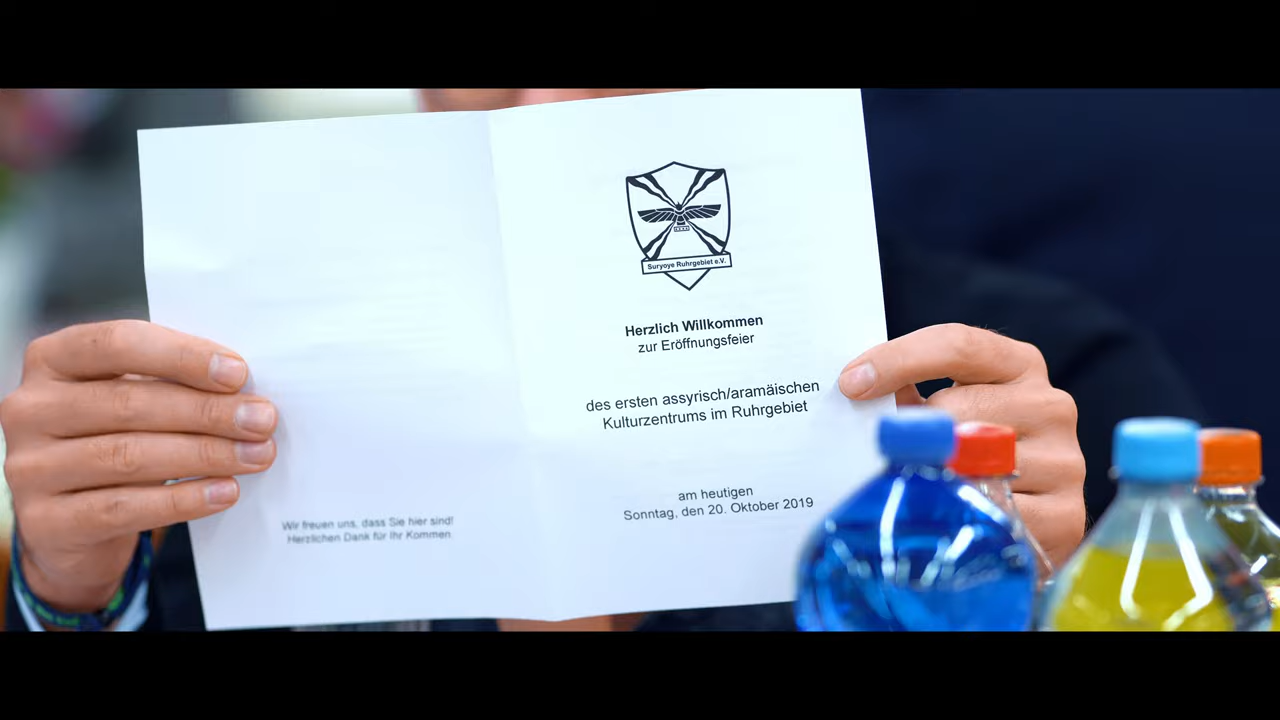 Wir freuen uns, dass Sie hier sind!
Herzlichen Dank für Ihr Kommen
Suryoye Ruhrgebiet e.V.
Herzlich Willkommen
zur Eröffnungsfeier
des ersten assyrisch/aramäischen
Kulturzentrums im Ruhrgebiet
am heutigen
Sonntag, den 20. Oktober 2019